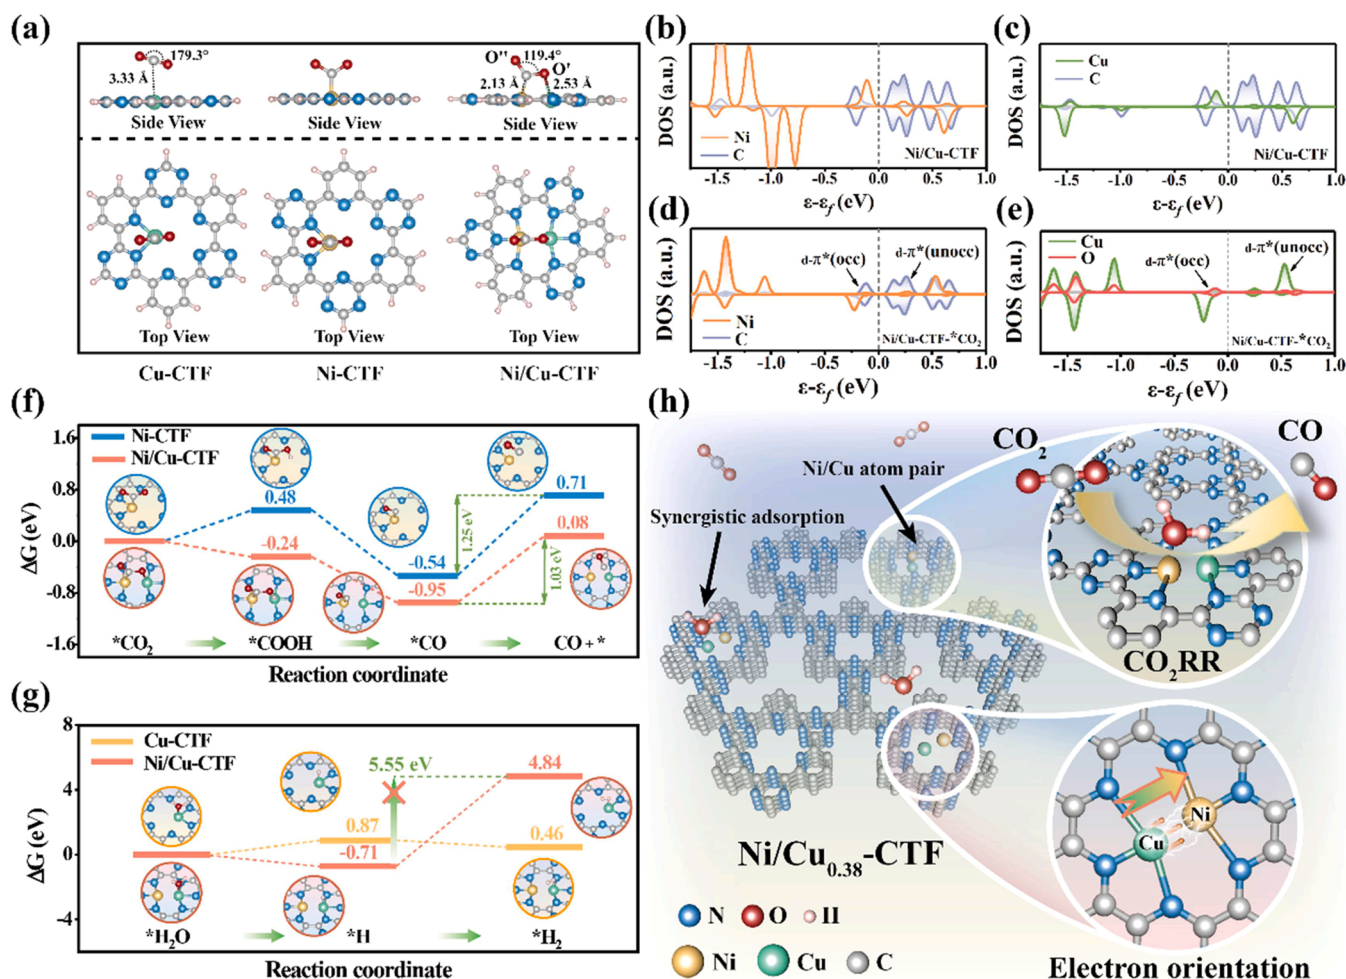 (a)
179.3°
3.33 Å
O'' 119.4° O'
2.13 Å 2.53 Å
Side View Side View Side View
Top View Top View Top View
Cu-CTF Ni-CTF Ni/Cu-CTF
(b)
DOS (a.u.)
Ni
C
Ni/Cu-CTF
-1.5 -1.0 -0.5 0.0 0.5 1.0
ε-εf (eV)
(c)
DOS (a.u.)
Cu
C
Ni/Cu-CTF
-1.5 -1.0 -0.5 0.0 0.5 1.0
ε-εf (eV)
(d)
DOS (a.u.)
d-π*(occ) d-π*(unocc)
Ni
C
Ni/Cu-CTF-*CO₂
-1.5 -1.0 -0.5 0.0 0.5 1.0
ε-εf (eV)
(e)
DOS (a.u.)
Cu
O
d-π*(occ) d-π*(unocc)
Ni/Cu-CTF-*CO₂
-1.5 -1.0 -0.5 0.0 0.5 1.0
ε-εf (eV)
(f)
ΔG (eV)
1.6
0.8
0.0
-0.8
-1.6
Ni-CTF
Ni/Cu-CTF
0.48
-0.24
-0.54
-0.95
0.71
0.08
1.25 eV
1.03 eV
*CO₂ *COOH *CO CO + *
Reaction coordinate
(g)
ΔG (eV)
8
4
0
-4
Cu-CTF
Ni/Cu-CTF
5.55 eV
4.84
0.87
-0.71
0.46
*H₂O *H *H₂
Reaction coordinate
(h)
CO₂
CO
Ni/Cu atom pair
Synergistic adsorption
CO₂RR
Ni/Cu₀.₃₈-CTF
Ni
Cu
N O H
Ni Cu C
Electron orientation